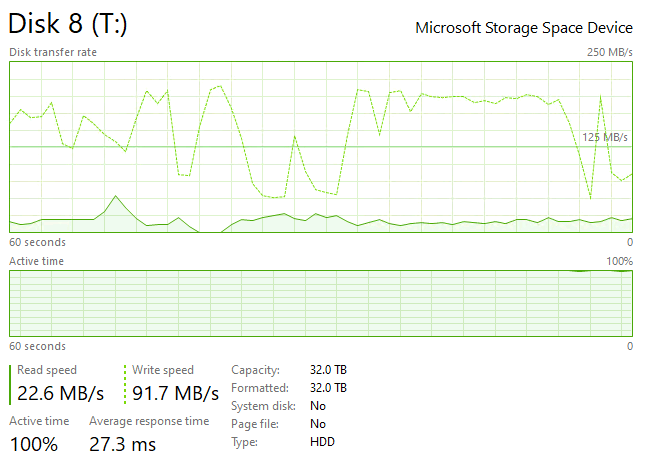 Disk 8 (T:)
Microsoft Storage Space Device
Disk transfer rate
250 MB/s
125 MB/s
60 seconds
0
Active time
100%
60 seconds
0
Read speed
22.6 MB/s
Write speed
91.7 MB/s
Active time
100%
Average response time
27.3 ms
Capacity: 32.0 TB
Formatted: 32.0 TB
System disk: No
Page file: No
Type: HDD